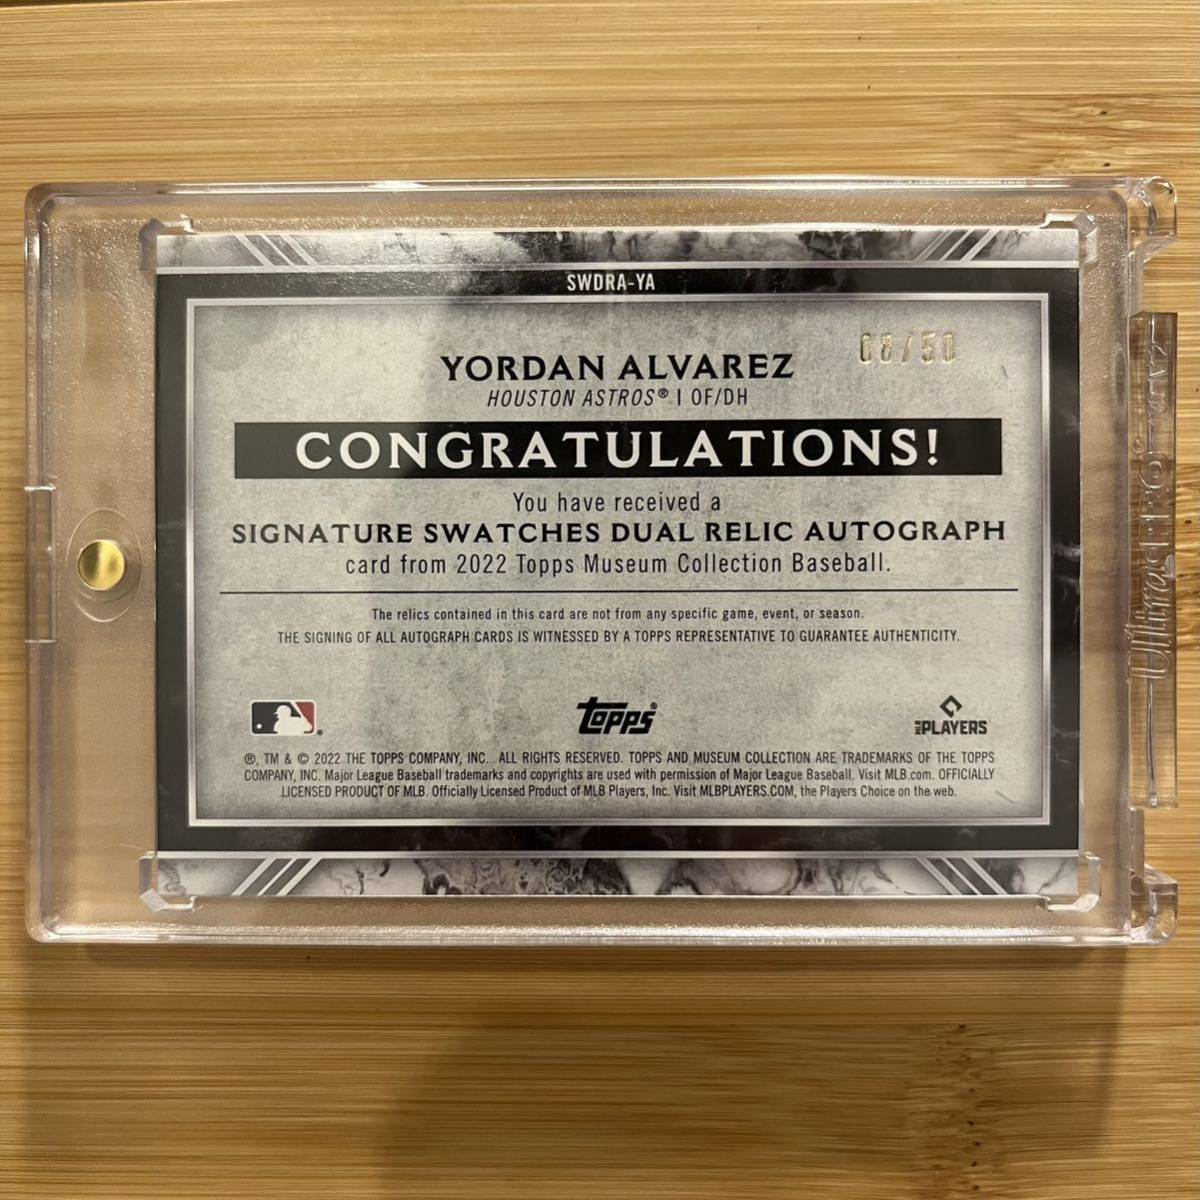 SWDRA-YA
08/50
YORDAN ALVAREZ
HOUSTON ASTROS® | OF/DH
CONGRATULATIONS!
You have received a
SIGNATURE SWATCHES DUAL RELIC AUTOGRAPH
card from 2022 Topps Museum Collection Baseball.
The relics contained in this card are not from any specific game, event, or season.
THE SIGNING OF ALL AUTOGRAPH CARDS IS WITNESSED BY A TOPPS REPRESENTATIVE TO GUARANTEE AUTHENTICITY.
topps®
MLB PLAYERS
®, TM & © 2022 THE TOPPS COMPANY, INC. ALL RIGHTS RESERVED. TOPPS AND MUSEUM COLLECTION ARE TRADEMARKS OF THE TOPPS
COMPANY, INC. Major League Baseball trademarks and copyrights are used with permission of Major League Baseball. Visit MLB.com. OFFICIALLY
LICENSED PRODUCT OF MLB. Officially Licensed Product of MLB Players, Inc. Visit MLBPLAYERS.COM, the Players Choice on the web.
Ultra PRO®